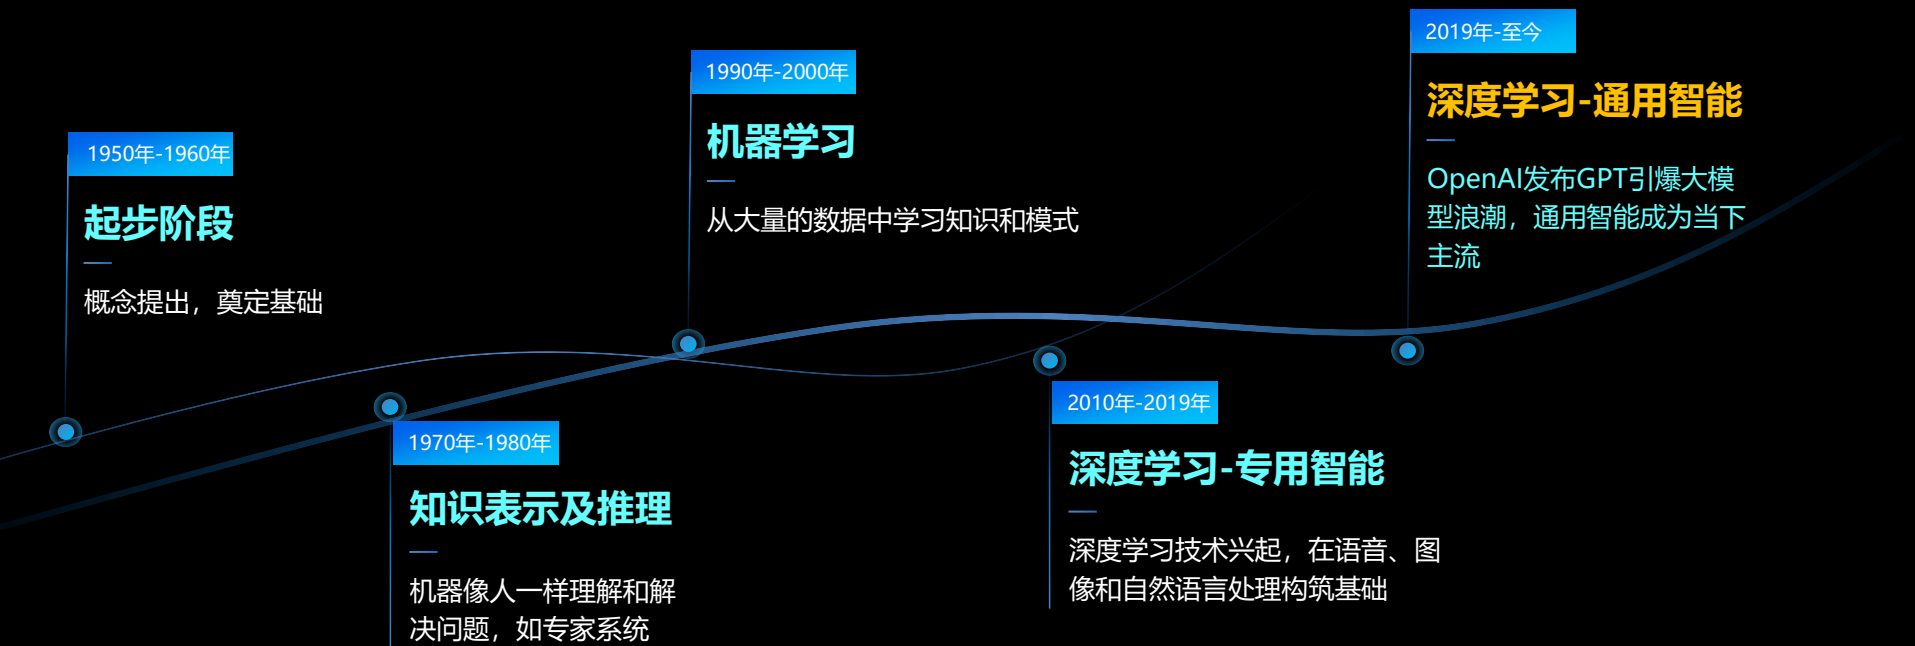 1950年-1960年
起步阶段
概念提出，奠定基础
1970年-1980年
知识表示及推理
机器像人一样理解和解
决问题，如专家系统
1990年-2000年
机器学习
从大量的数据中学习知识和模式
2010年-2019年
深度学习-专用智能
深度学习技术兴起，在语音、图
像和自然语言处理构筑基础
2019年-至今
深度学习-通用智能
OpenAI发布GPT引爆大模
型浪潮，通用智能成为当下
主流